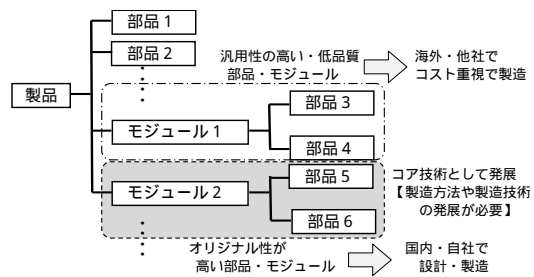 部品 1
部品 2
汎用性の高い・低品質
部品・モジュール
海外・他社で
コスト重視で製造
製品
部品 3
モジュール 1
部品 4
部品 5
コア技術として発展
【製造方法や製造技術
の発展が必要】
モジュール 2
部品 6
オリジナル性が
高い部品・モジュール
国内・自社で
設計・製造